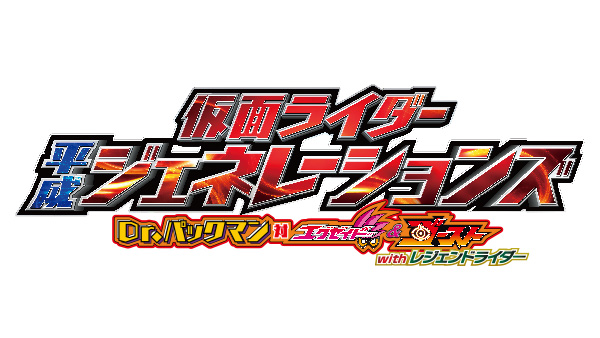 仮面ライダー
平成ジェネレーションズ
Dr.パックマン対エグゼイド&ゴースト
withレジェンドライダー